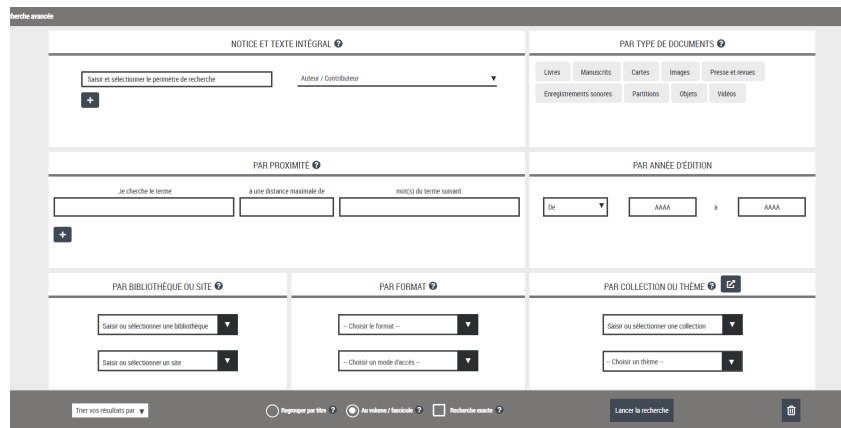 cherche avancée
NOTICE ET TEXTE INTÉGRAL ?
Saisir et sélectionner le périmètre de recherche
Auteur / Contributeur ▼
+
PAR TYPE DE DOCUMENTS ?
Livres Manuscrits Cartes Images Presse et revues
Enregistrements sonores Partitions Objets Vidéos
PAR PROXIMITÉ ?
Je cherche le terme à une distance maximale de mot(s) du terme suivant
+
PAR ANNÉE D'ÉDITION
De ▼ AAAA à AAAA
PAR BIBLIOTHÈQUE OU SITE ?
Saisir ou sélectionner une bibliothèque ▼
Saisir ou sélectionner un site ▼
PAR FORMAT ?
-- Choisir le format -- ▼
-- Choisir un mode d'accès -- ▼
PAR COLLECTION OU THÈME ?
Saisir ou sélectionner une collection ▼
-- Choisir un thème -- ▼
Trier vos résultats par ▼
Regrouper par titre ? Au volume / fascicule ? Recherche exacte ?
Lancer la recherche